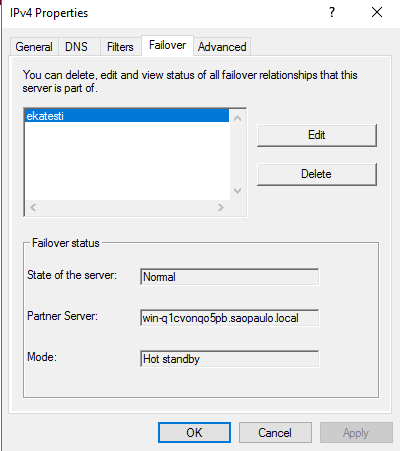 IPv4 Properties
General DNS Filters Failover Advanced
You can delete, edit and view status of all failover relationships that this
server is part of.
ekatesti
Edit
Delete
Failover status
State of the server: Normal
Partner Server: win-q1cvonqo5pb.saopaulo.local
Mode: Hot standby
OK Cancel Apply